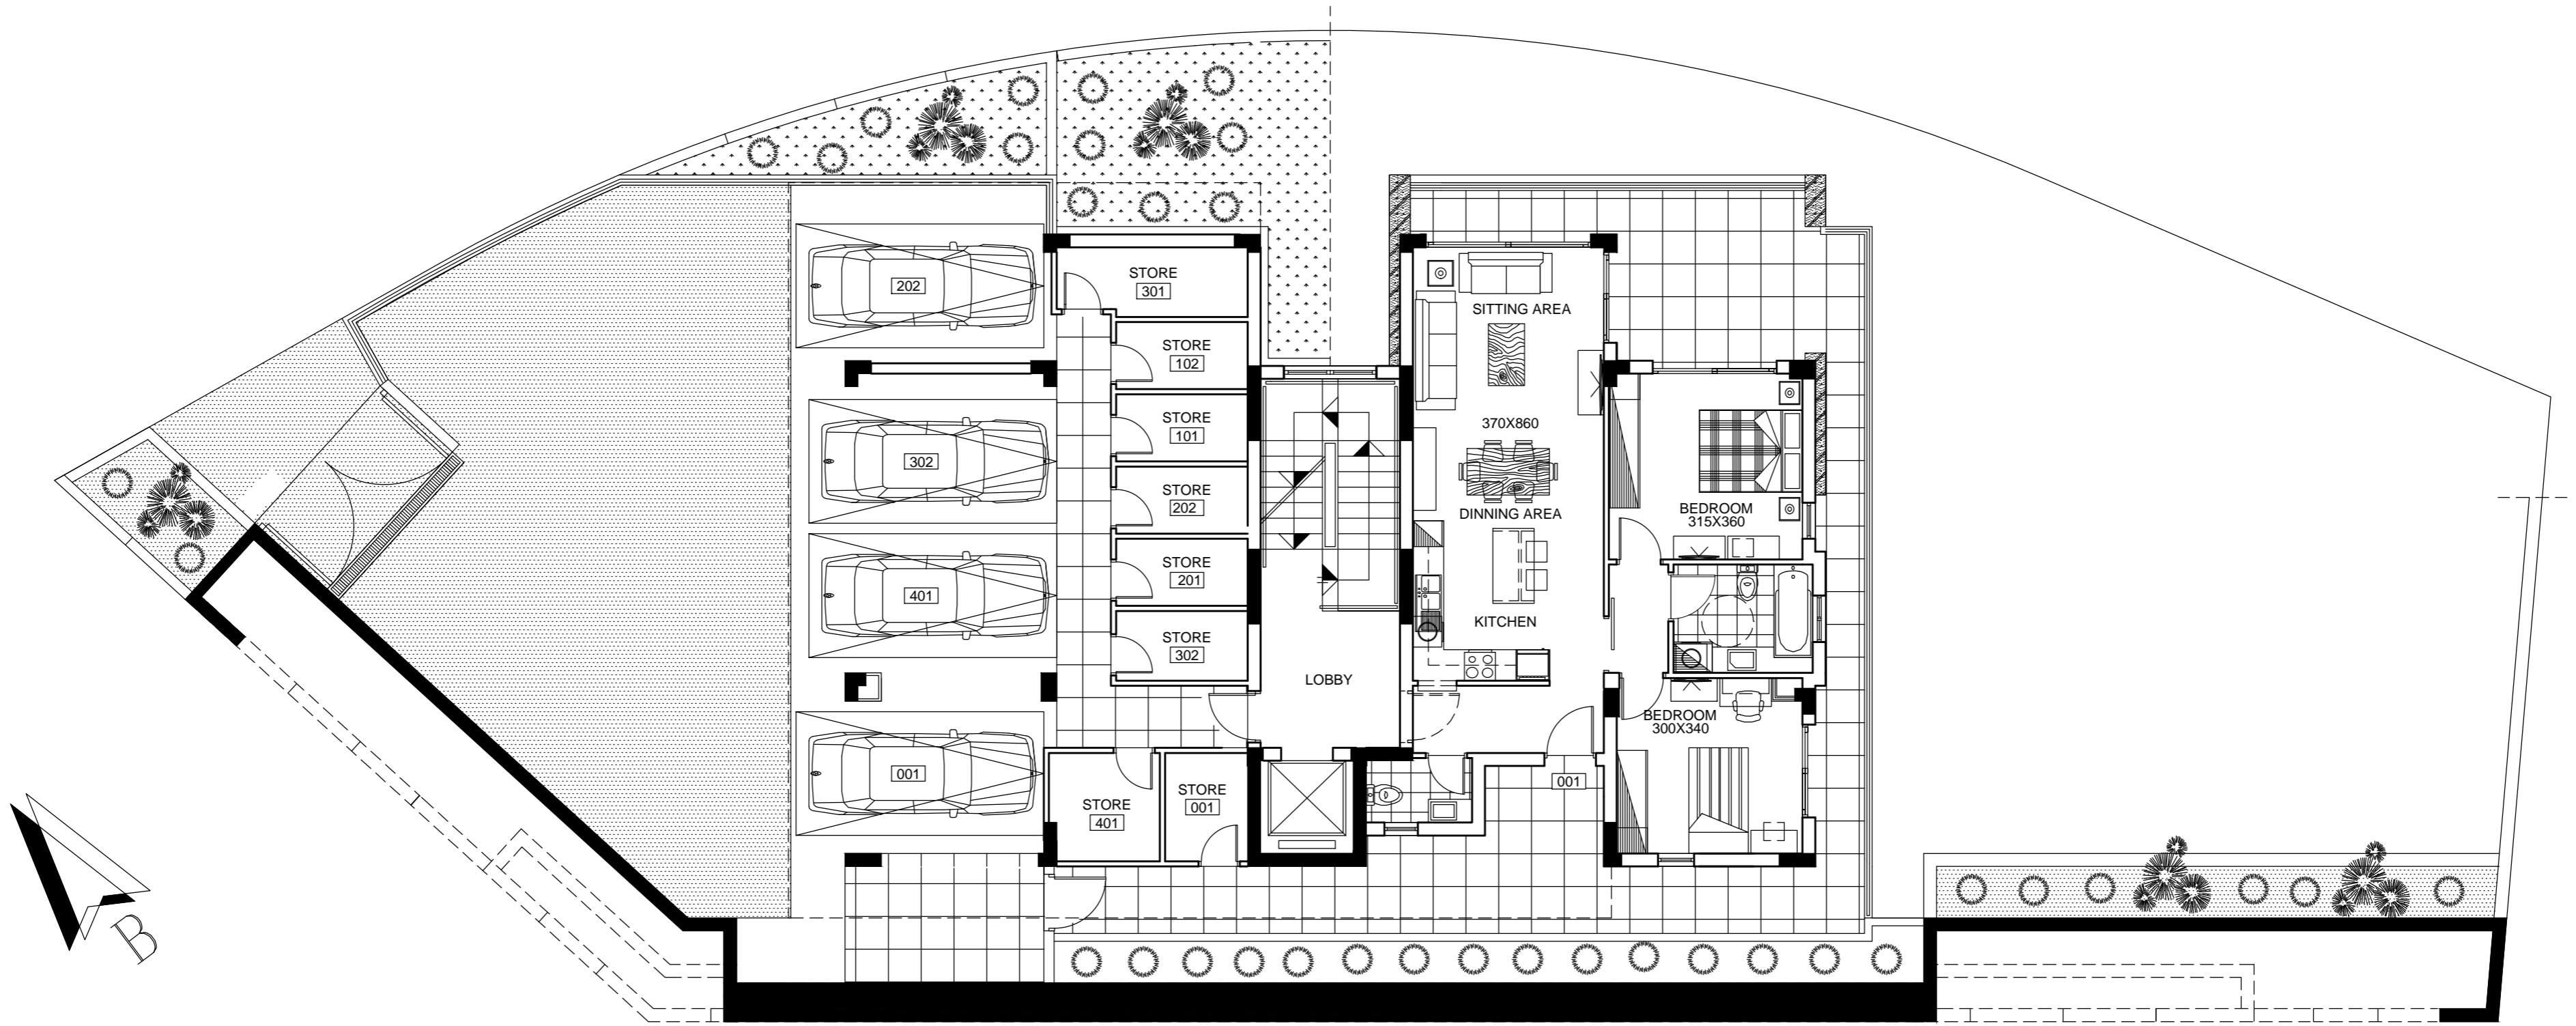 202
STORE
301
SITTING AREA
STORE
102
302
STORE
101
370X860
STORE
202
DINNING AREA
BEDROOM
315X360
401
STORE
201
STORE
302
KITCHEN
LOBBY
BEDROOM
300X340
001
STORE
401
STORE
001
001
B